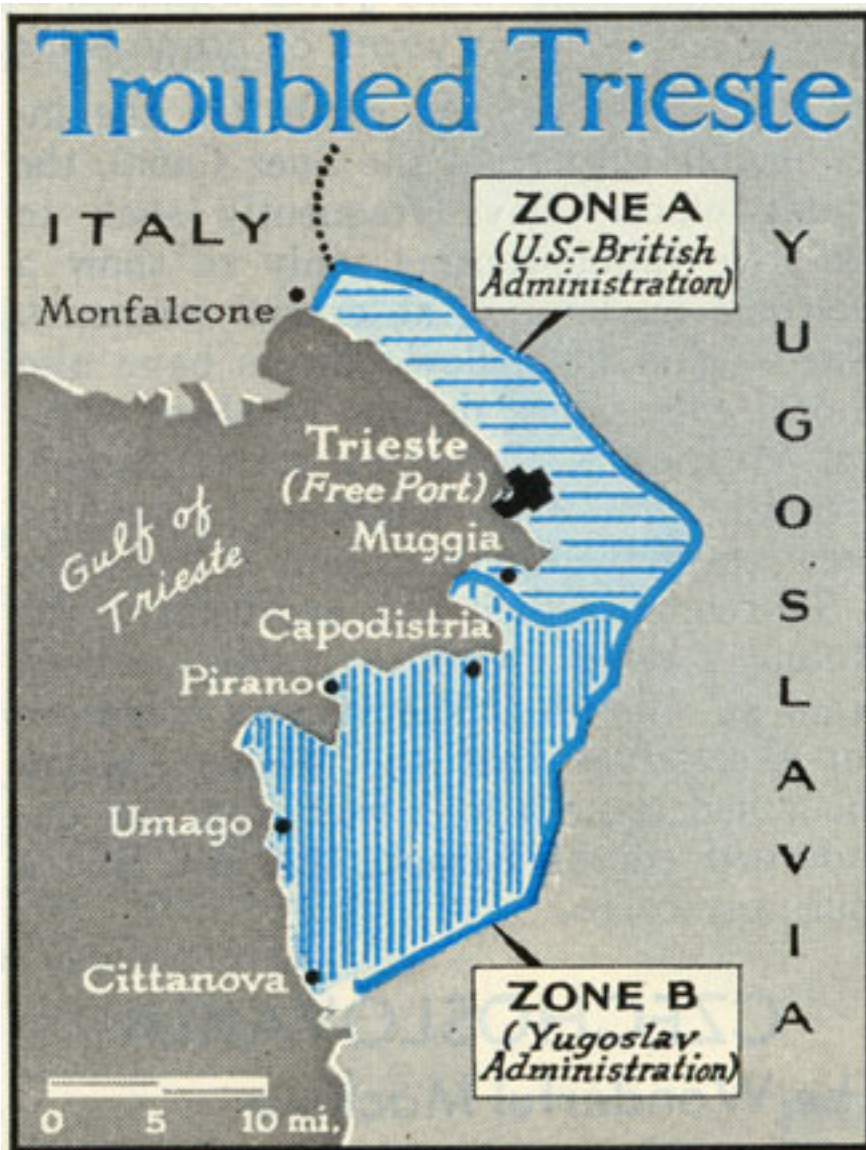 Troubled Trieste
ITALY
ZONE A
(U.S.-British
Administration)
YUGOSLAVIA
Monfalcone
Trieste
(Free Port)
Muggia
Gulf of
Trieste
Capodistria
Pirano
Umago
Cittanova
ZONE B
(Yugoslav
Administration)
0 5 10 mi.